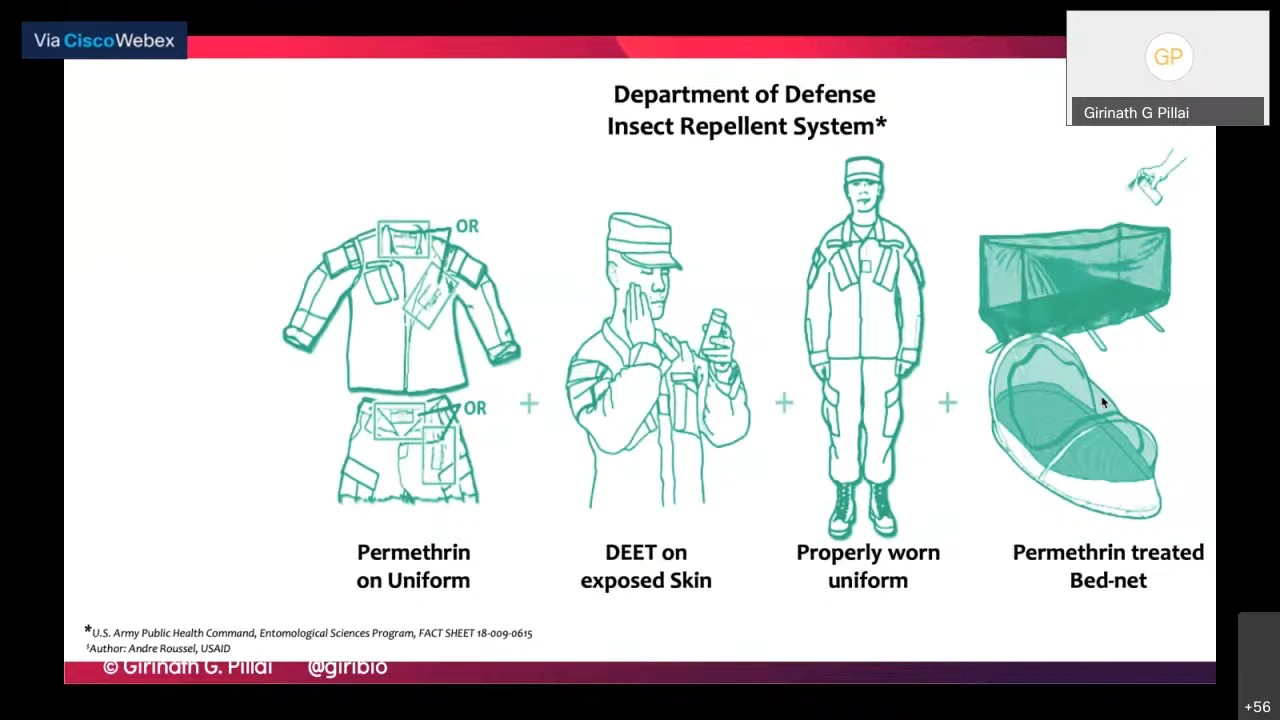 Via CiscoWebex
GP
Girinath G Pillai
Department of Defense
Insect Repellent System*
OR
OR
+
+
+
Permethrin
on Uniform
DEET on
exposed Skin
Properly worn
uniform
Permethrin treated
Bed-net
*U.S. Army Public Health Command, Entomological Sciences Program, FACT SHEET 18-009-0615
§Author: Andre Roussel, USAID
© Girinath G. Pillai @giribio
+56